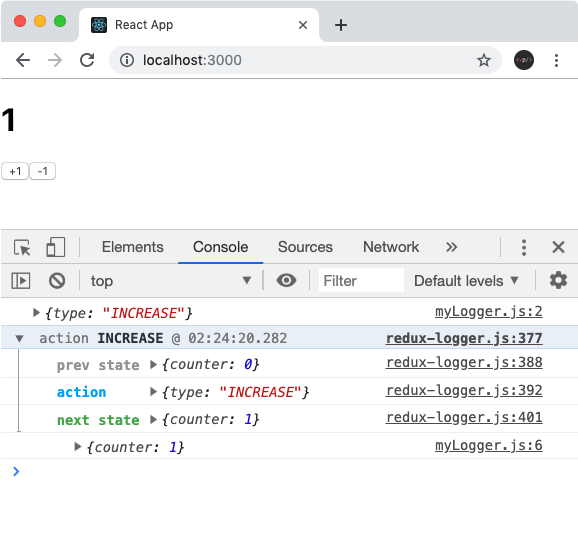 React App
localhost:3000
1
+1 -1
Elements Console Sources Network »
top Filter Default levels
{type: "INCREASE"} myLogger.js:2
action INCREASE @ 02:24:20.282 redux-logger.js:377
prev state {counter: 0} redux-logger.js:388
action {type: "INCREASE"} redux-logger.js:392
next state {counter: 1} redux-logger.js:401
{counter: 1} myLogger.js:6